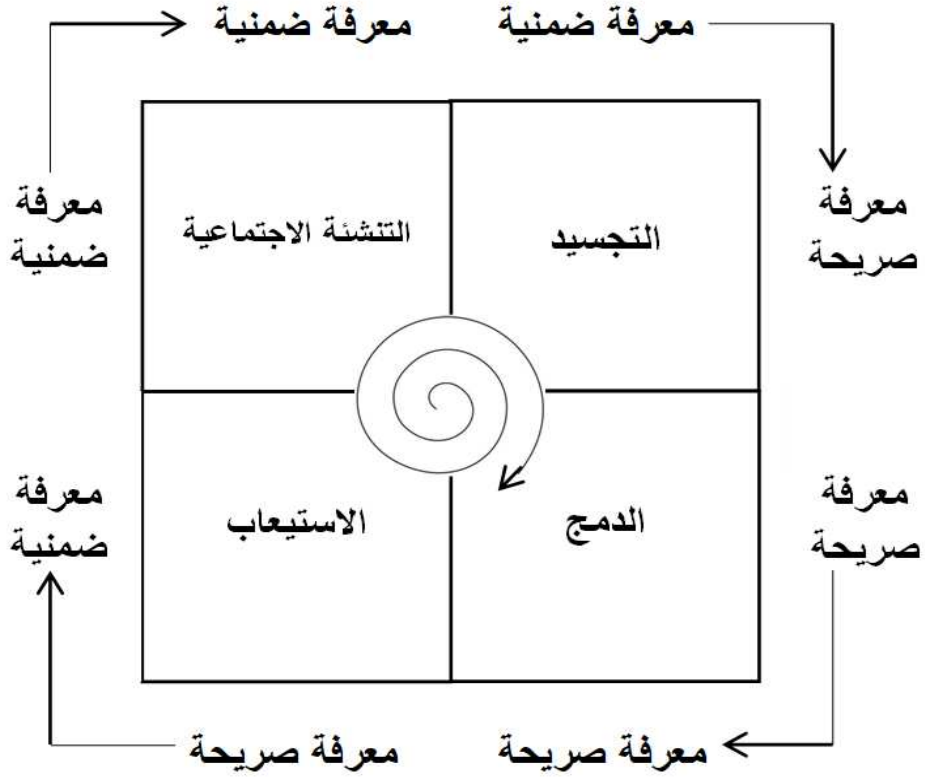 معرفة ضمنية
معرفة ضمنية
معرفة
صريحة
معرفة
ضمنية
التجسيد
التنشئة الاجتماعية
معرفة
صريحة
معرفة
ضمنية
الدمج
الاستيعاب
معرفة صريحة
معرفة صريحة